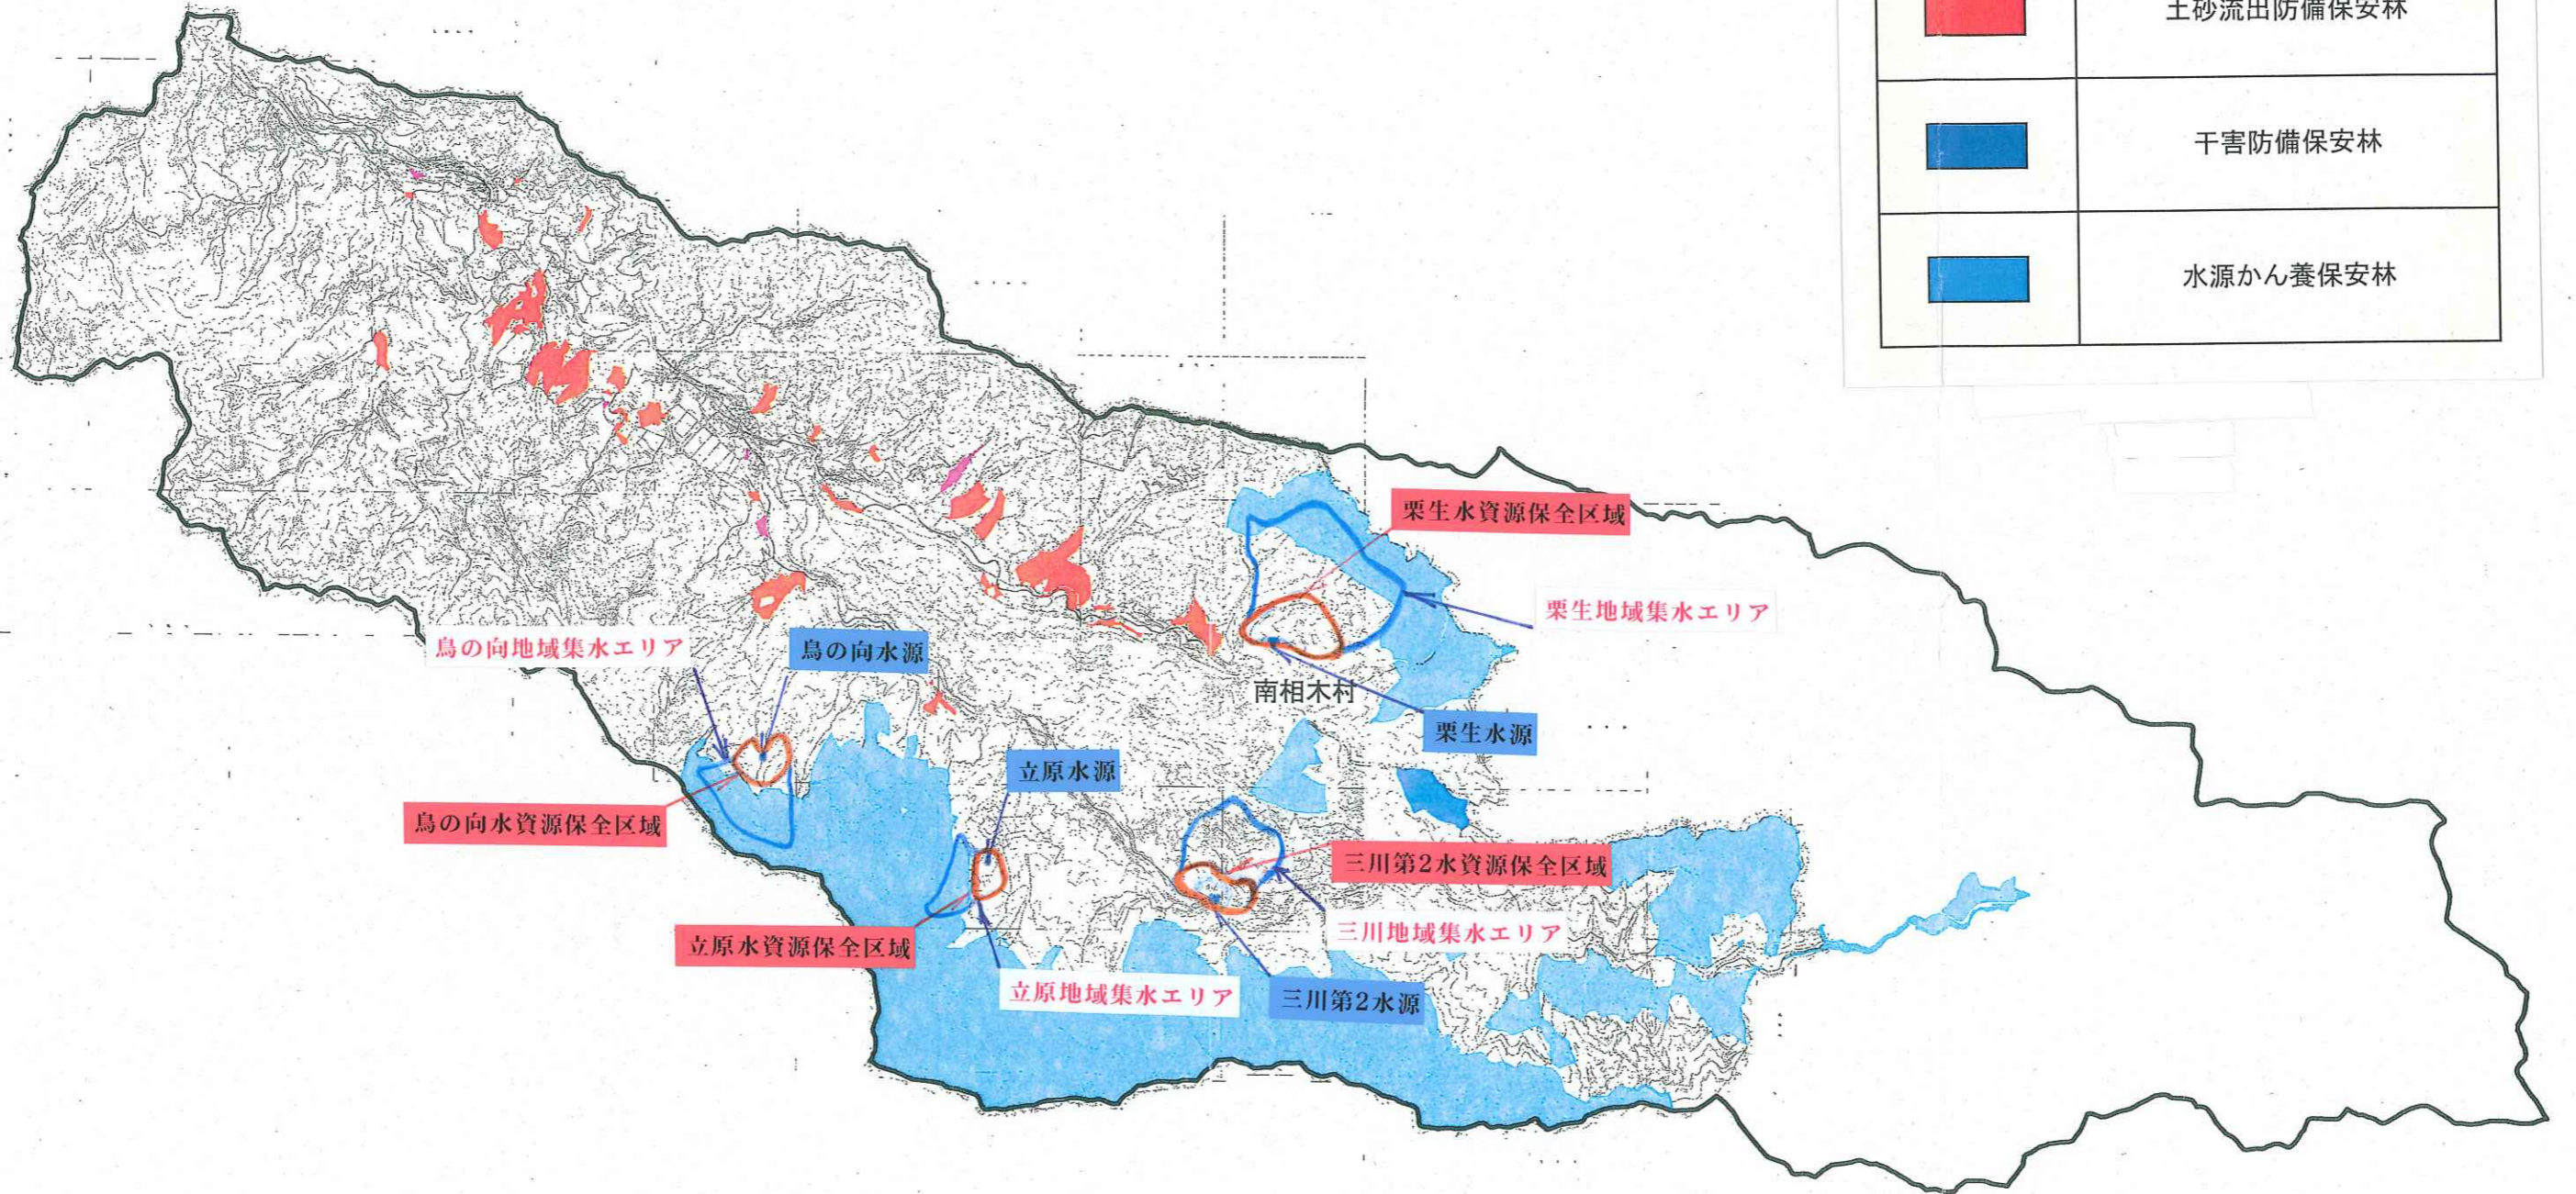 土砂流出防備保安林
干害防備保安林
水源かん養保安林
栗生水資源保全区域
栗生地域集水エリア
鳥の向地域集水エリア
鳥の向水源
南相木村
栗生水源
立原水源
鳥の向水資源保全区域
三川第2水資源保全区域
立原水資源保全区域
三川地域集水エリア
立原地域集水エリア
三川第2水源